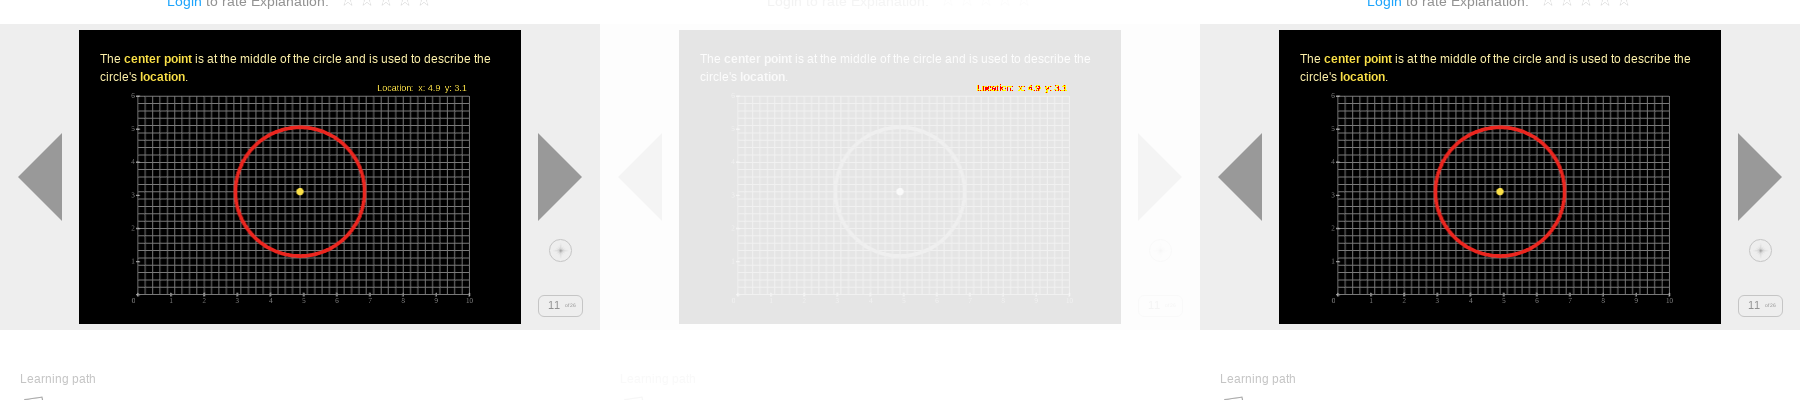 Login to rate Explanation:
Login to rate Explanation:
Login to rate Explanation:
The center point is at the middle of the circle and is used to describe the
circle's location.
Location: x: 4.9 y: 3.1
6
5
4
3
2
1
0 1 2 3 4 5 6 7 8 9 10
11 of 26
The center point is at the middle of the circle and is used to describe the
circle's location.
Location: x: 4.9 y: 3.1
11
The center point is at the middle of the circle and is used to describe the
circle's location.
6
5
4
3
2
1
0 1 2 3 4 5 6 7 8 9 10
11 of 26
Learning path
Learning path
Learning path